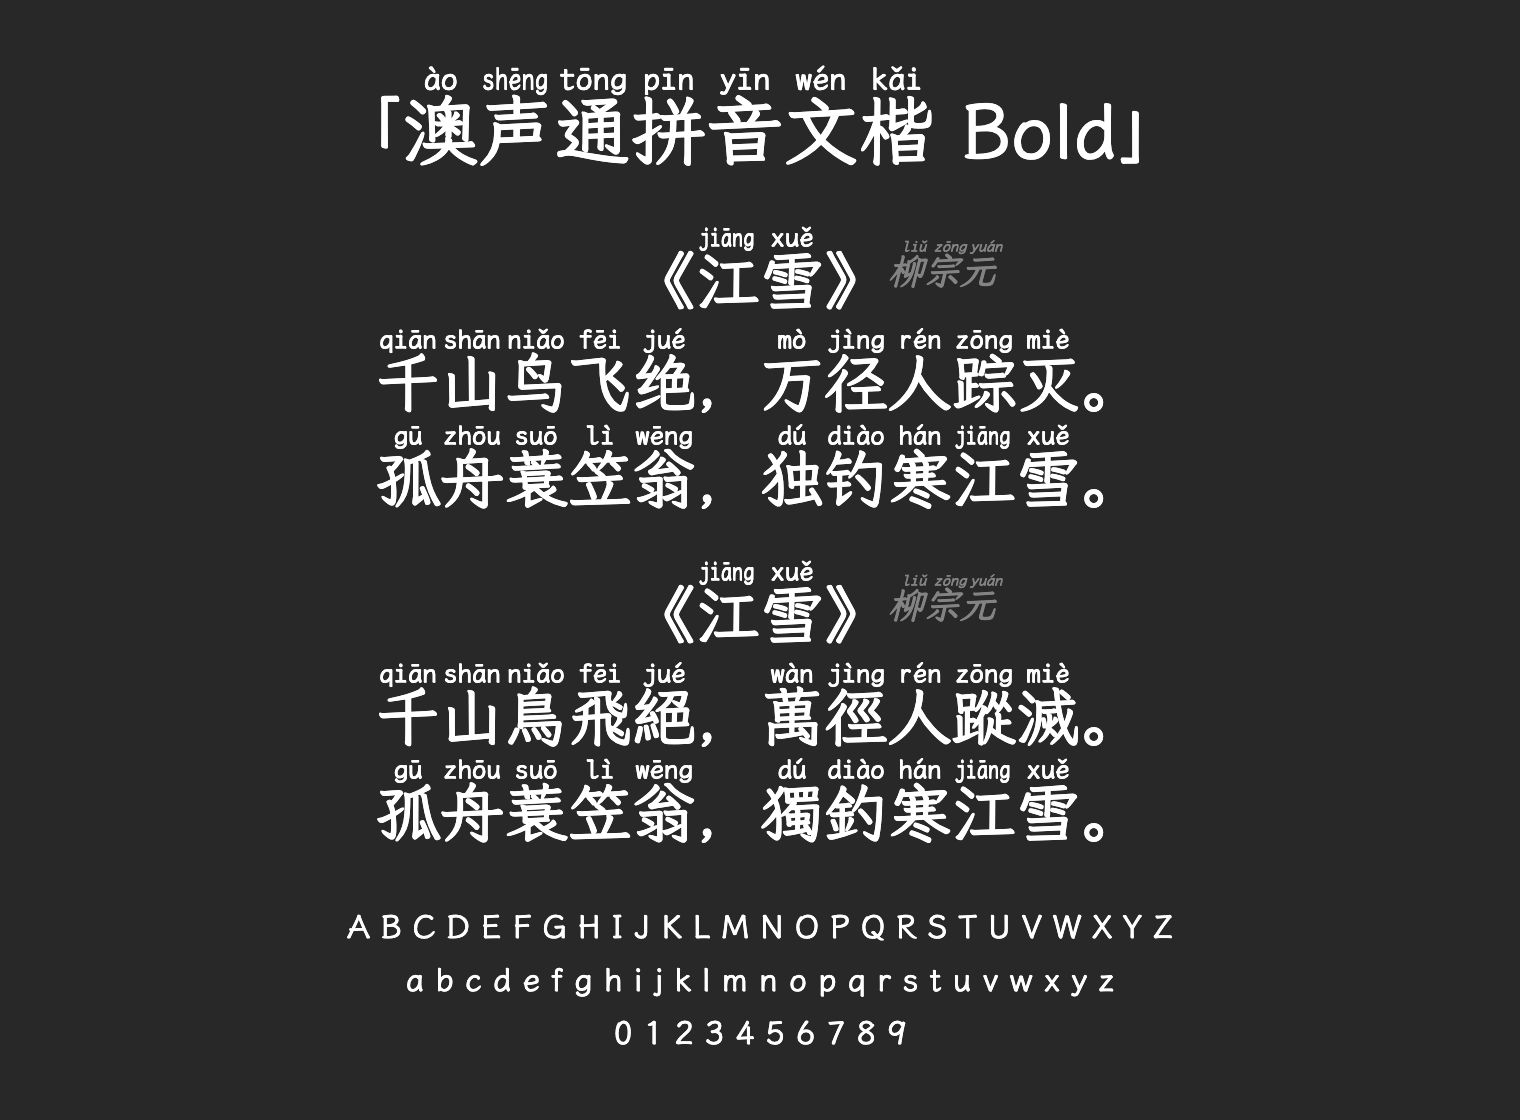 ào shēng tōng pīn yīn wén kǎi
「澳声通拼音文楷 Bold」
jiāng xuě liǔ zōng yuán
《江雪》 柳宗元
qiān shān niǎo fēi jué mò jìng rén zōng miè
千山鸟飞绝，万径人踪灭。
gū zhōu suō lì wēng dú diào hán jiāng xuě
孤舟蓑笠翁，独钓寒江雪。
jiāng xuě liǔ zōng yuán
《江雪》 柳宗元
qiān shān niǎo fēi jué wàn jìng rén zōng miè
千山鳥飛絕，萬徑人蹤滅。
gū zhōu suō lì wēng dú diào hán jiāng xuě
孤舟蓑笠翁，獨釣寒江雪。
A B C D E F G H I J K L M N O P Q R S T U V W X Y Z
a b c d e f g h i j k l m n o p q r s t u v w x y z
0 1 2 3 4 5 6 7 8 9